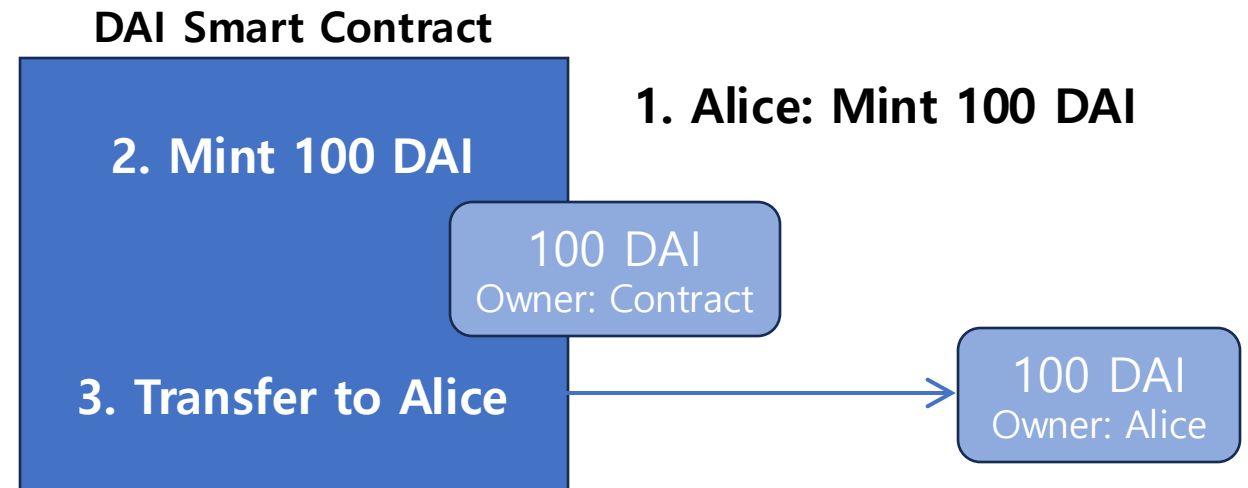 DAI Smart Contract
1. Alice: Mint 100 DAI
2. Mint 100 DAI
100 DAI
Owner: Contract
3. Transfer to Alice
100 DAI
Owner: Alice